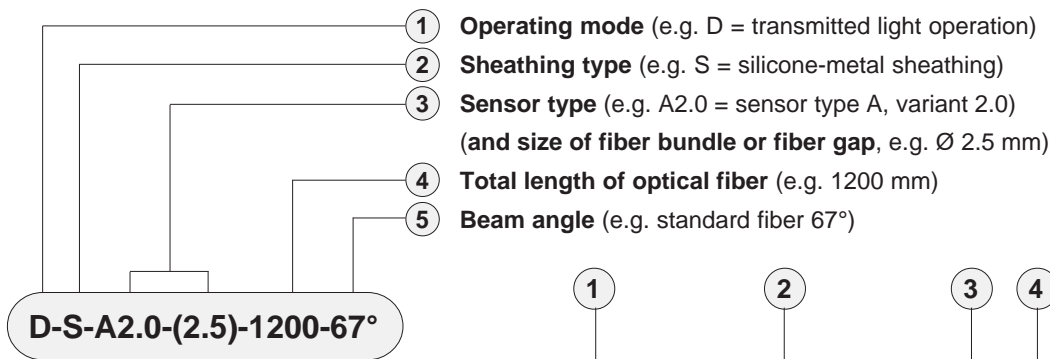 1 Operating mode (e.g. D = transmitted light operation)
2 Sheathing type (e.g. S = silicone-metal sheathing)
3 Sensor type (e.g. A2.0 = sensor type A, variant 2.0)
(and size of fiber bundle or fiber gap, e.g. Ø 2.5 mm)
4 Total length of optical fiber (e.g. 1200 mm)
5 Beam angle (e.g. standard fiber 67°)
1 2 3 4
D-S-A2.0-(2.5)-1200-67°